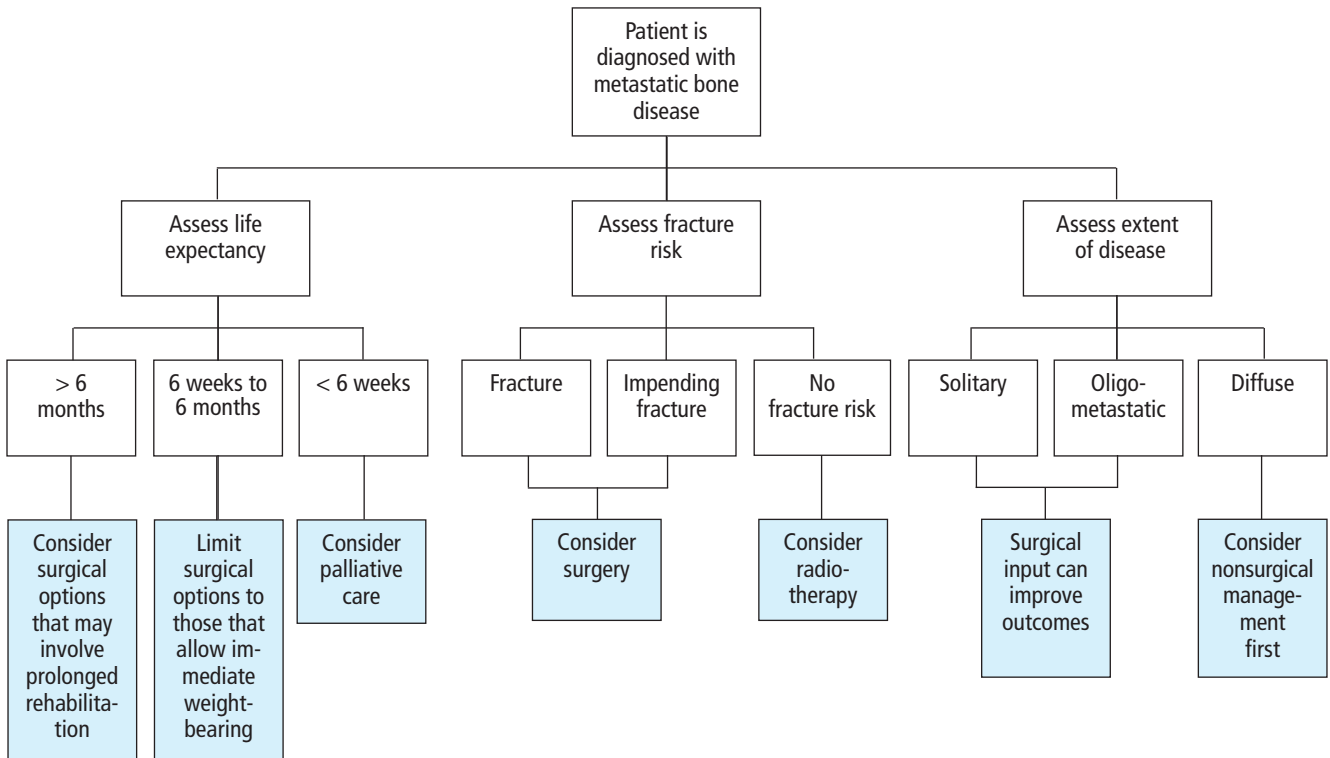 Patient is
diagnosed with
metastatic bone
disease
Assess life
expectancy
Assess fracture
risk
Assess extent
of disease
> 6
months
6 weeks to
6 months
< 6 weeks
Fracture
Impending
fracture
No
fracture risk
Solitary
Oligo-
metastatic
Diffuse
Consider
surgical
options
that may
involve
prolonged
rehabilita-
tion
Limit
surgical
options to
those that
allow im-
mediate
weight-
bearing
Consider
palliative
care
Consider
surgery
Consider
radio-
therapy
Surgical
input can
improve
outcomes
Consider
nonsurgical
manage-
ment
first